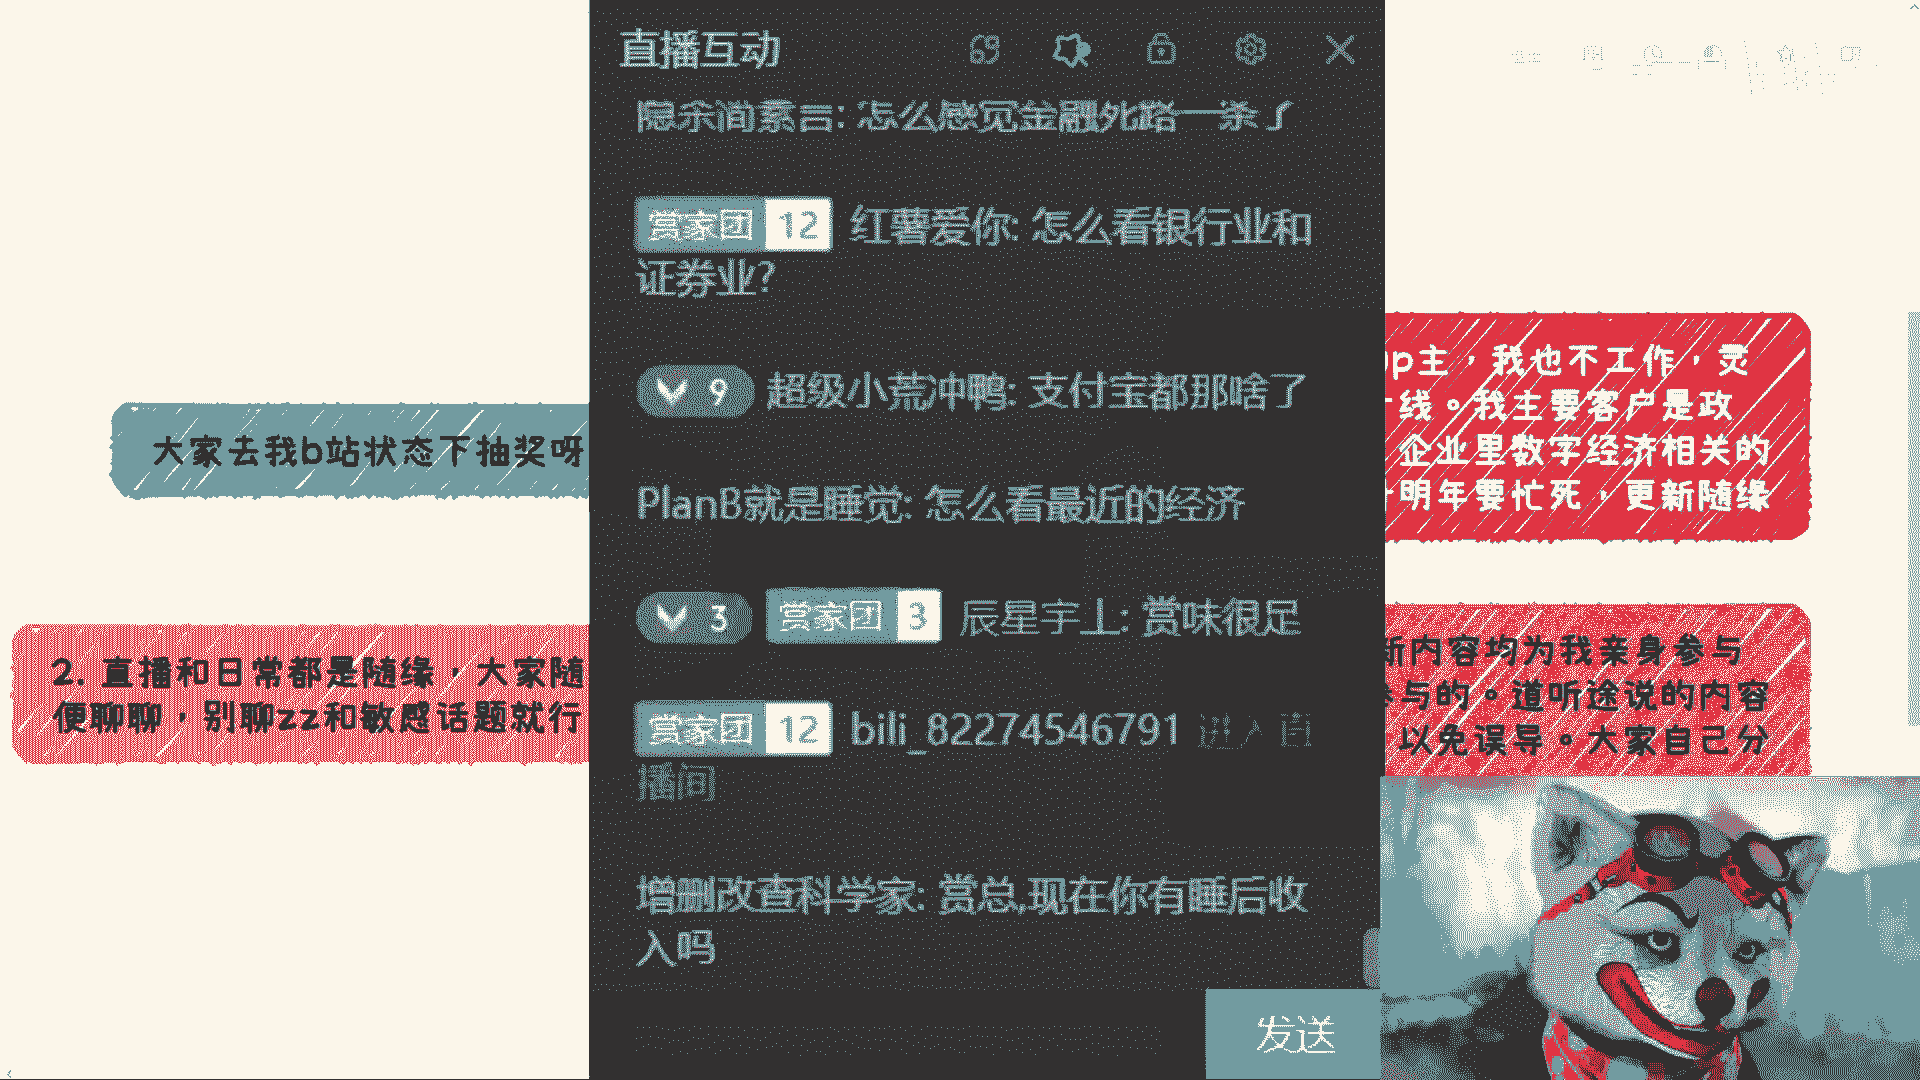 直播互动
隐杀间素言: 怎么感觉金融死路一条了
赏家团 12 红薯爱你: 怎么看银行业和
证券业?
9 超级小荒冲鸭: 支付宝都那啥了
PlanB就是睡觉: 怎么看最近的经济
3 赏家团 3 辰星宇上: 赏味很足
赏家团 12 bili_82274546791 进入直
播间
增删改查科学家: 赏总,现在你有睡后收
入吗
发送
大家去我b站状态下抽奖呀
2. 直播和日常都是随缘，大家随
便聊聊，别聊zz和敏感话题就行
p主，我也不工作，灵
线。我主要客户是政
企业里数字经济相关的
明年要忙死，更新随缘
新内容均为我亲身参与
参与的。道听途说的内容
以免误导。大家自己分